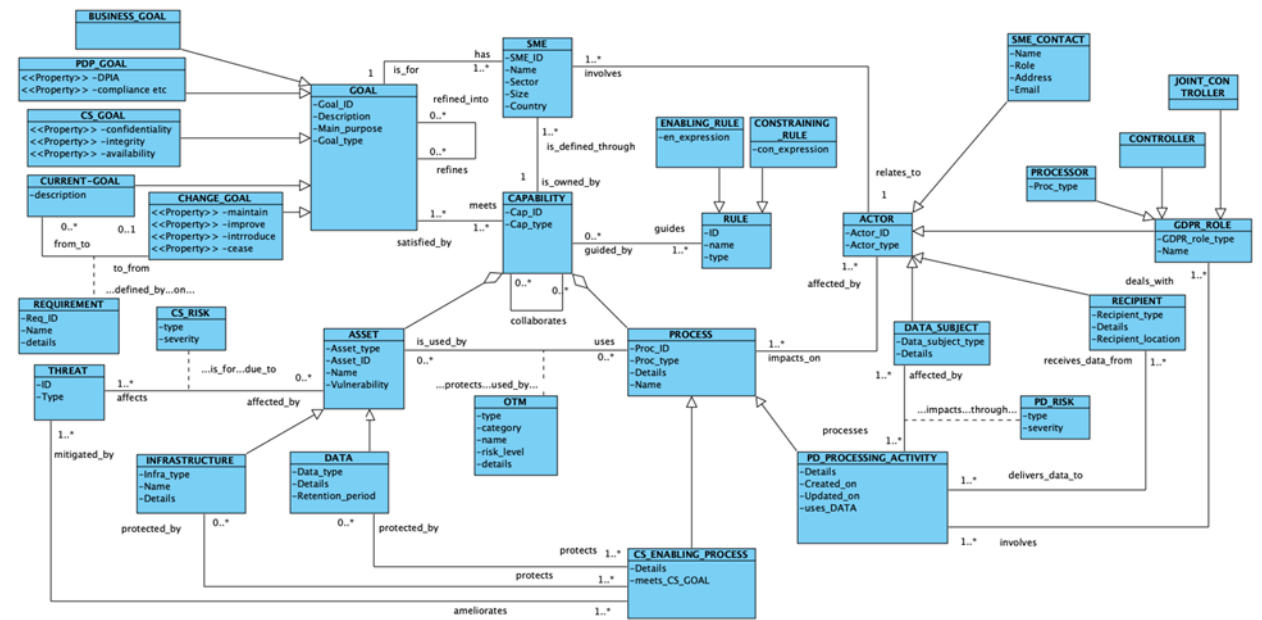 BUSINESS_GOAL
PDP_GOAL
<<Property>> -DPIA
<<Property>> -compliance etc
CS_GOAL
<<Property>> -confidentiality
<<Property>> -integrity
<<Property>> -availability
CURRENT-GOAL
-description
CHANGE_GOAL
<<Property>> -maintain
<<Property>> -improve
<<Property>> -intrroduce
<<Property>> -cease
0..*
0..1
from_to
to_from
...defined_by...on...
REQUIREMENT
-Req_ID
-Name
-details
GOAL
-Goal_ID
-Description
-Main_purpose
-Goal_type
1
is_for
has
1..*
refined_into
0..*
0..*
refines
SME
-SME_ID
-Name
-Sector
-Size
-Country
1..*
involves
1..*
is_defined_through
1
is_owned_by
meets
1..*
1..*
satisfied_by
CAPABILITY
-Cap_ID
-Cap_type
0..*
0..*
collaborates
ENABLING_RULE
-en_expression
CONSTRAINING
_RULE
-con_expression
RULE
-ID
-name
-type
0..*
guides
guided_by
1..*
SME_CONTACT
-Name
-Role
-Address
-Email
JOINT_CON
TROLLER
CONTROLLER
PROCESSOR
-Proc_type
GDPR_ROLE
-GDPR_role_type
-Name
relates_to
1
ACTOR
-Actor_ID
-Actor_type
1..*
affected_by
deals_with
1..*
RECIPIENT
-Recipient_type
-Details
-Recipient_location
receives_data_from
1..*
DATA_SUBJECT
-Data_subject_type
-Details
1..*
affected_by
CS_RISK
-type
-severity
...is_for...due_to
THREAT
-ID
-Type
1..*
affects
0..*
affected_by
1..*
mitigated_by
ASSET
-Asset_type
-Asset_ID
-Name
-Vulnerability
is_used_by
0..*
uses
0..*
...protects...used_by...
OTM
-type
-category
-name
-risk_level
-details
PROCESS
-Proc_ID
-Proc_type
-Details
-Name
1..*
impacts_on
...impacts...through...
PD_RISK
-type
-severity
processes
1..*
PD_PROCESSING_ACTIVITY
-Details
-Created_on
-Updated_on
-uses_DATA
1..*
delivers_data_to
1..*
involves
INFRASTRUCTURE
-Infra_type
-Name
-Details
protected_by
0..*
DATA
-Data_type
-Details
-Retention_period
0..*
protected_by
protects
1..*
protects
1..*
ameliorates
1..*
CS_ENABLING_PROCESS
-Details
-meets_CS_GOAL